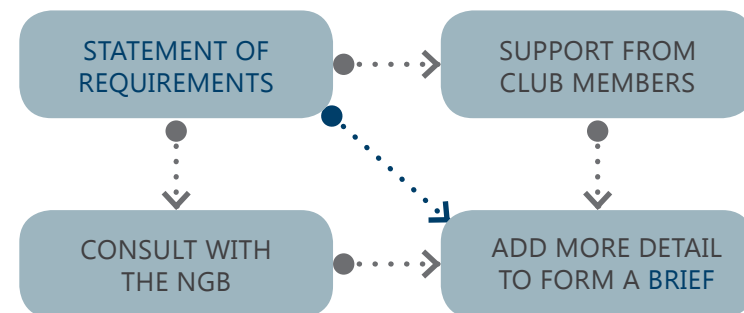 STATEMENT OF
REQUIREMENTS
SUPPORT FROM
CLUB MEMBERS
CONSULT WITH
THE NGB
ADD MORE DETAIL
TO FORM A BRIEF